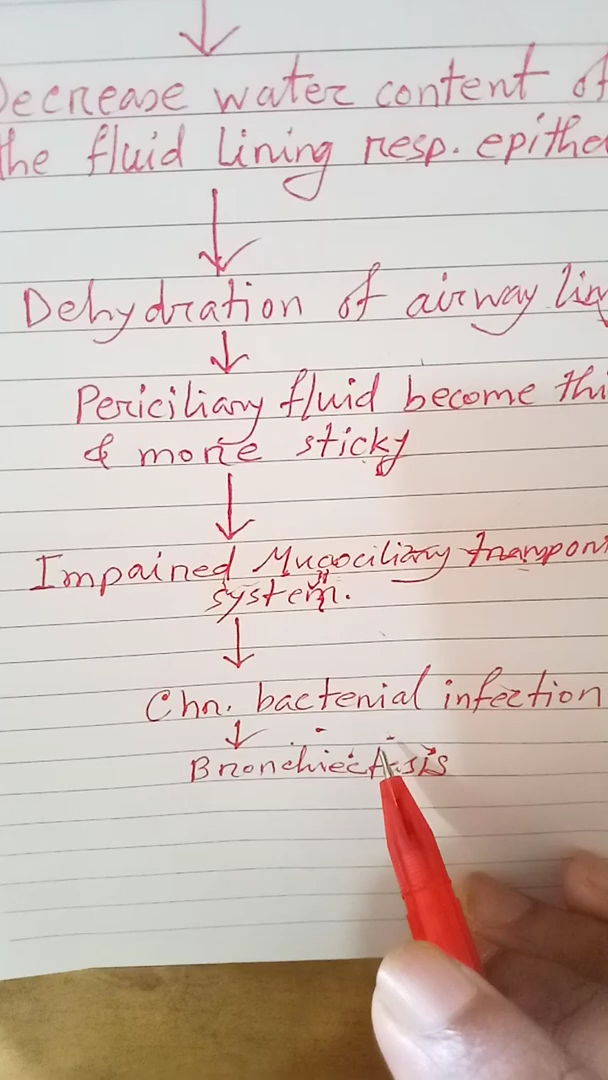 Decrease water content of
the fluid lining resp. epithe
Dehydration of airway lin
Periciliary fluid become thi
& more sticky
Impaired Mucociliary transpor
system.
Chr. bacterial infection
Bronchiectasis